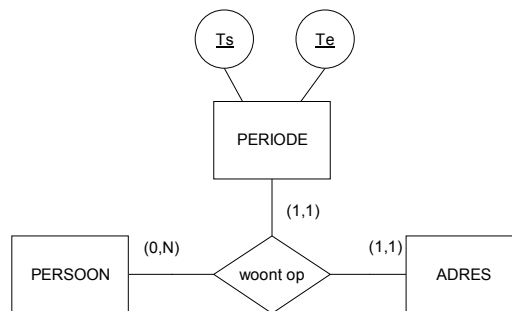 Ts Te
PERIODE
(1,1)
(0,N) (1,1)
PERSOON woont op ADRES